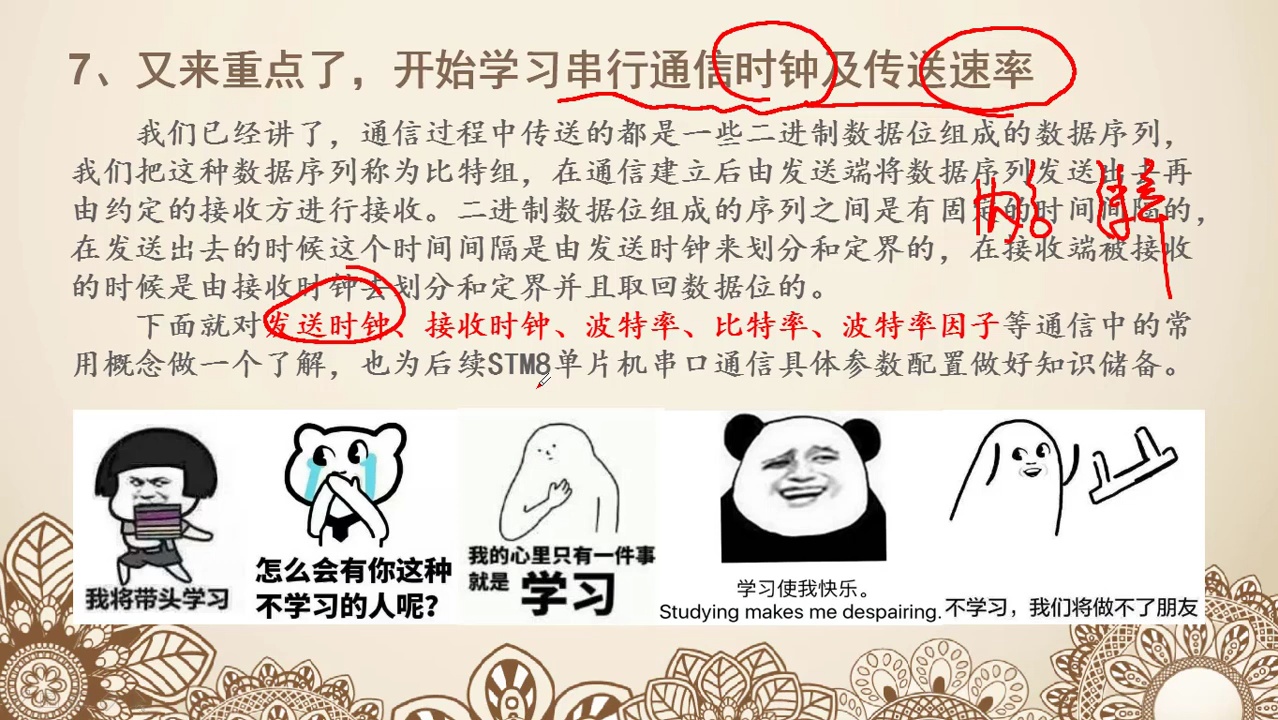 7、又来重点了，开始学习串行通信时钟及传送速率
我们已经讲了，通信过程中传送的都是一些二进制数据位组成的数据序列，
我们把这种数据序列称为比特组，在通信建立后由发送端将数据序列发送出去再
由约定的接收方进行接收。二进制数据位组成的序列之间是有固定的时间间隔的，
在发送出去的时候这个时间间隔是由发送时钟来划分和定界的，在接收端被接收
的时候是由接收时钟去划分和定界并且取回数据位的。
下面就对发送时钟、接收时钟、波特率、比特率、波特率因子等通信中的常
用概念做一个了解，也为后续STM8单片机串口通信具体参数配置做好知识储备。
我将带头学习
怎么会有你这种
不学习的人呢？
我的心里只有一件事
就是 学习
学习使我快乐。
Studying makes me despairing.
不学习，我们将做不了朋友